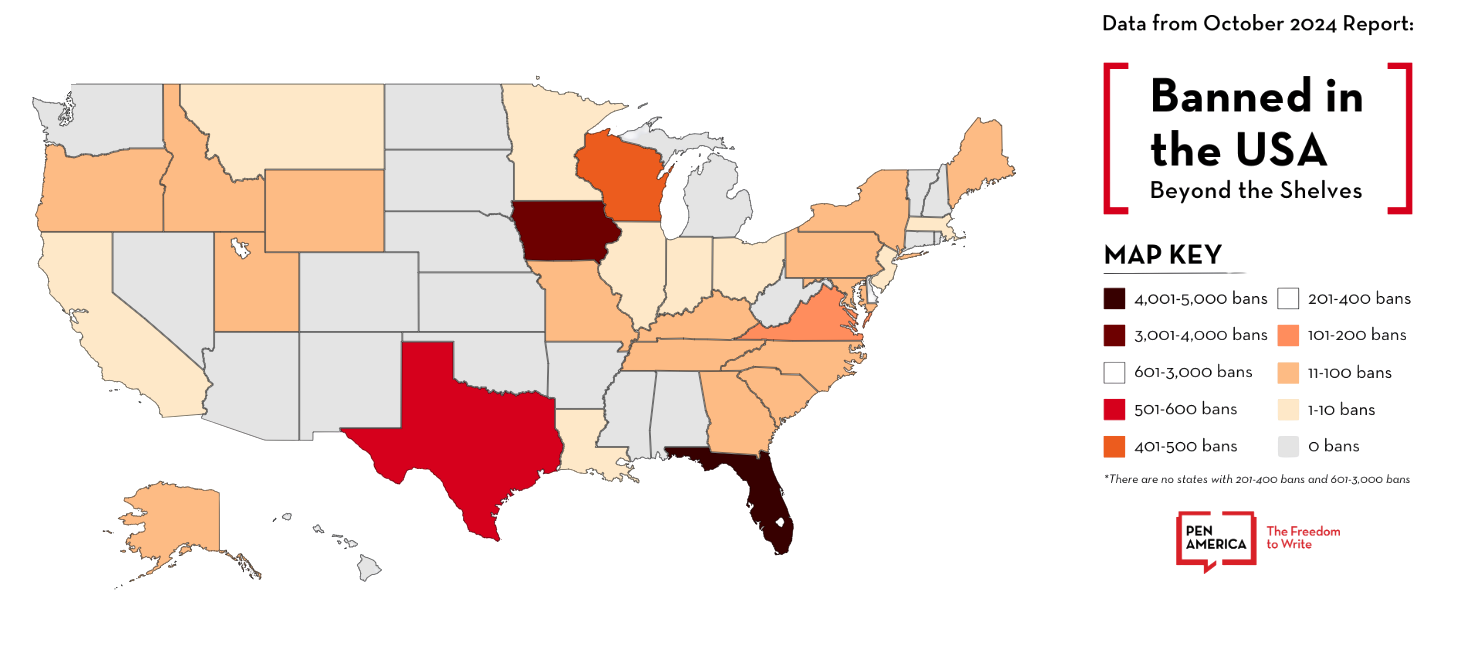 Data from October 2024 Report:
Banned in
the USA
Beyond the Shelves
MAP KEY
4,001-5,000 bans
3,001-4,000 bans
601-3,000 bans
501-600 bans
401-500 bans
201-400 bans
101-200 bans
11-100 bans
1-10 bans
0 bans
*There are no states with 201-400 bans and 601-3,000 bans
PEN
AMERICA
The Freedom
to Write